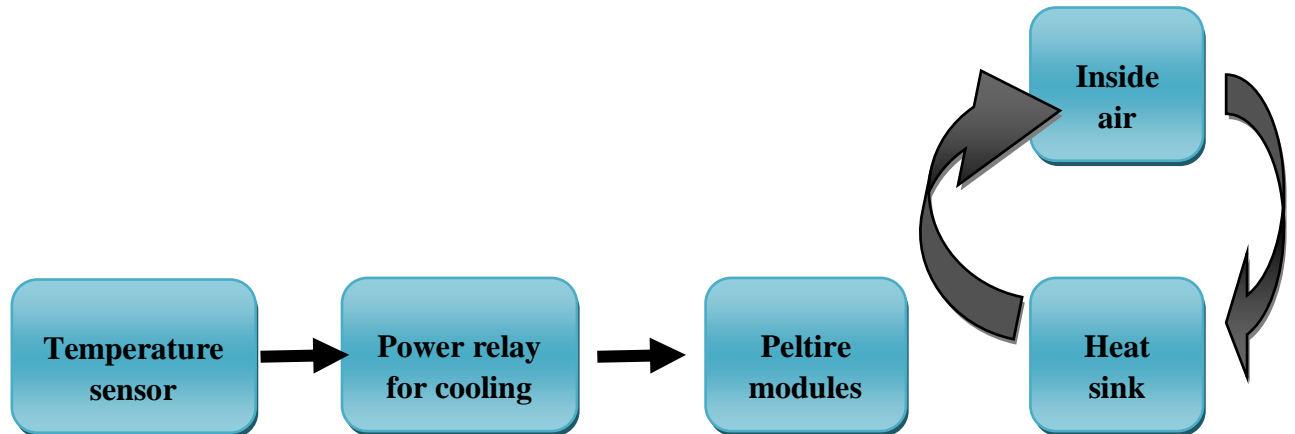 Inside
air
Temperature
sensor
Power relay
for cooling
Peltire
modules
Heat
sink